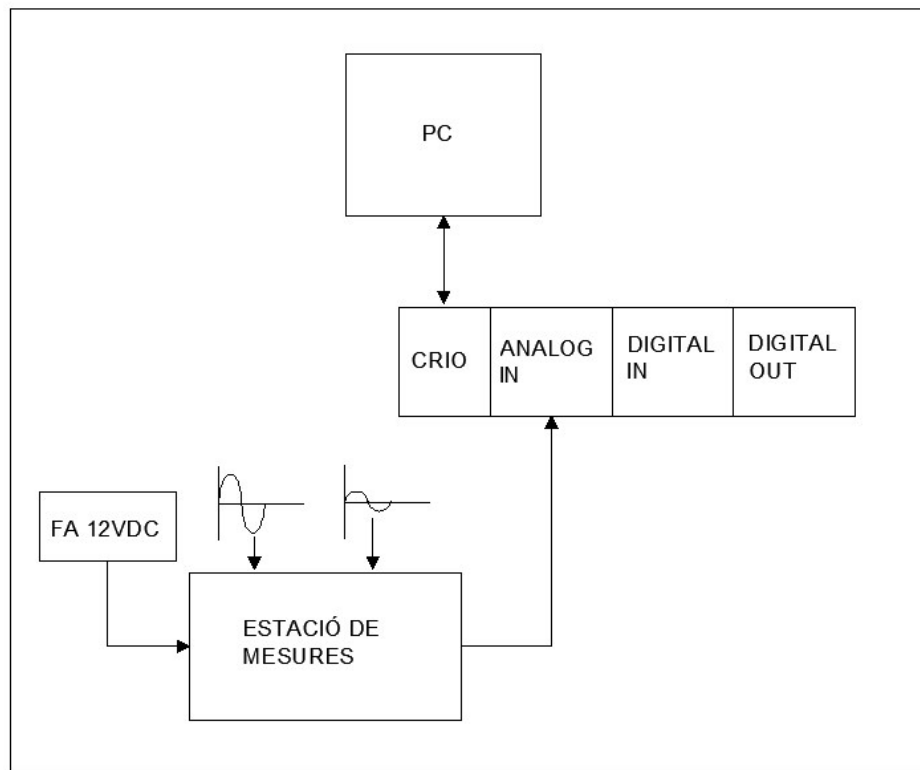 PC
CRIO
ANALOG
IN
DIGITAL
IN
DIGITAL
OUT
FA 12VDC
ESTACIÓ DE
MESURES